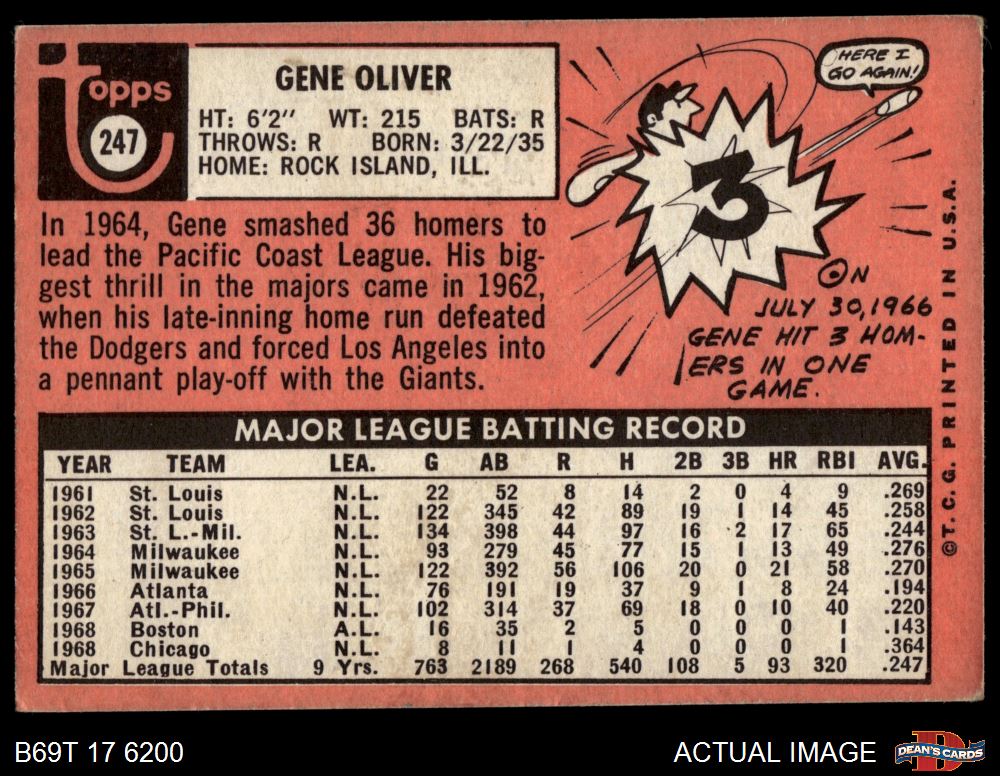 Topps
247
GENE OLIVER
HT: 6'2" WT: 215 BATS: R
THROWS: R BORN: 3/22/35
HOME: ROCK ISLAND, ILL.
In 1964, Gene smashed 36 homers to
lead the Pacific Coast League. His big-
gest thrill in the majors came in 1962,
when his late-inning home run defeated
the Dodgers and forced Los Angeles into
a pennant play-off with the Giants.
HERE I
GO AGAIN!
3
ON
JULY 30, 1966
GENE HIT 3 HOM-
ERS IN ONE
GAME.
©T. C. G. PRINTED IN U.S.A.
MAJOR LEAGUE BATTING RECORD
YEAR TEAM LEA. G AB R H 2B 3B HR RBI AVG.
1961 St. Louis N.L. 22 52 8 14 2 0 4 9 .269
1962 St. Louis N.L. 122 345 42 89 19 1 14 45 .258
1963 St. L.-Mil. N.L. 134 398 44 97 16 2 17 65 .244
1964 Milwaukee N.L. 93 279 45 77 15 1 13 49 .276
1965 Milwaukee N.L. 122 392 56 106 20 0 21 58 .270
1966 Atlanta N.L. 76 191 19 37 9 1 8 24 .194
1967 Atl.-Phil. N.L. 102 314 37 69 18 0 10 40 .220
1968 Boston A.L. 16 35 2 5 0 0 0 1 .143
1968 Chicago N.L. 8 11 1 4 0 0 0 1 .364
Major League Totals 9 Yrs. 763 2189 268 540 108 5 93 320 .247
B69T 17 6200
ACTUAL IMAGE
DEAN'S CARDS